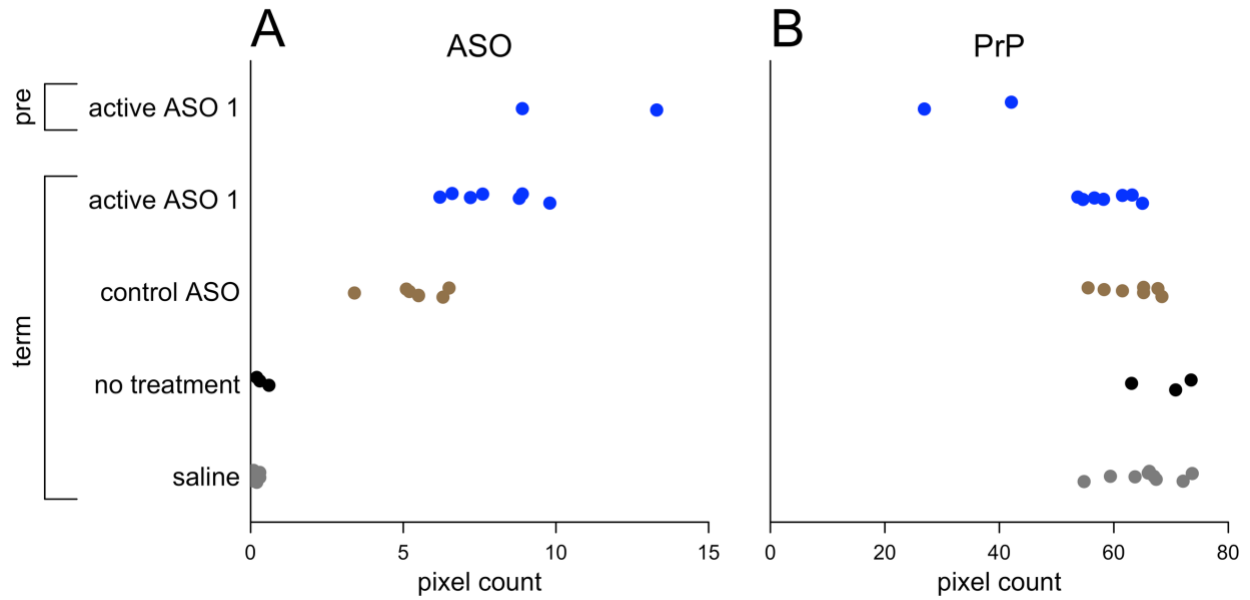 A
ASO
B
PrP
pre
active ASO 1
term
active ASO 1
control ASO
no treatment
saline
0 5 10 15
pixel count
0 20 40 60 80
pixel count